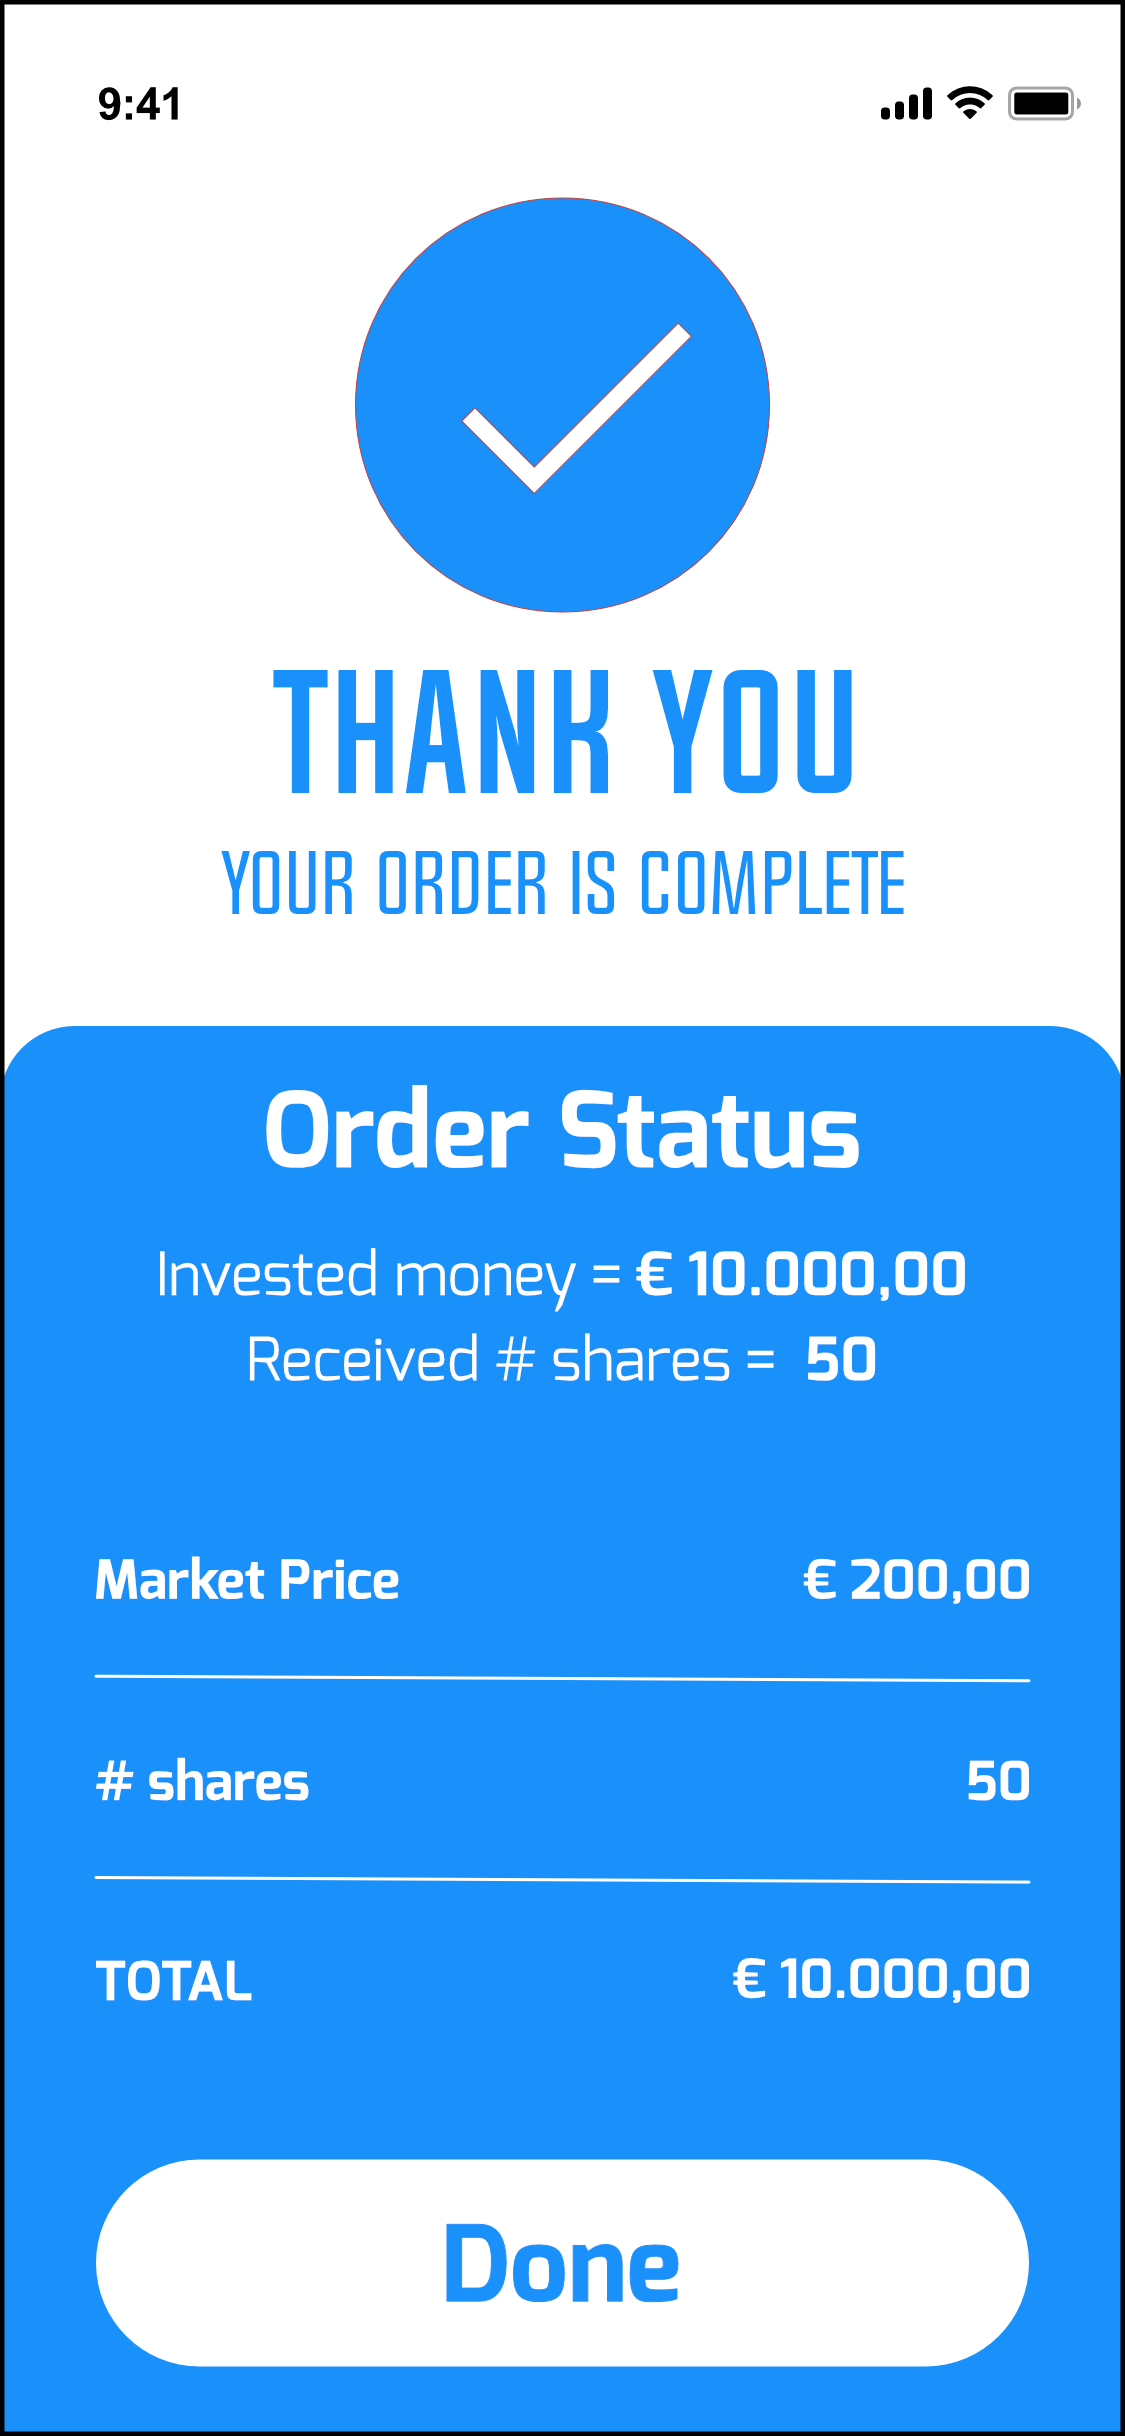 9:41
THANK YOU
YOUR ORDER IS COMPLETE
Order Status
Invested money = € 10.000,00
Received # shares = 50
Market Price € 200,00
# shares 50
TOTAL € 10.000,00
Done